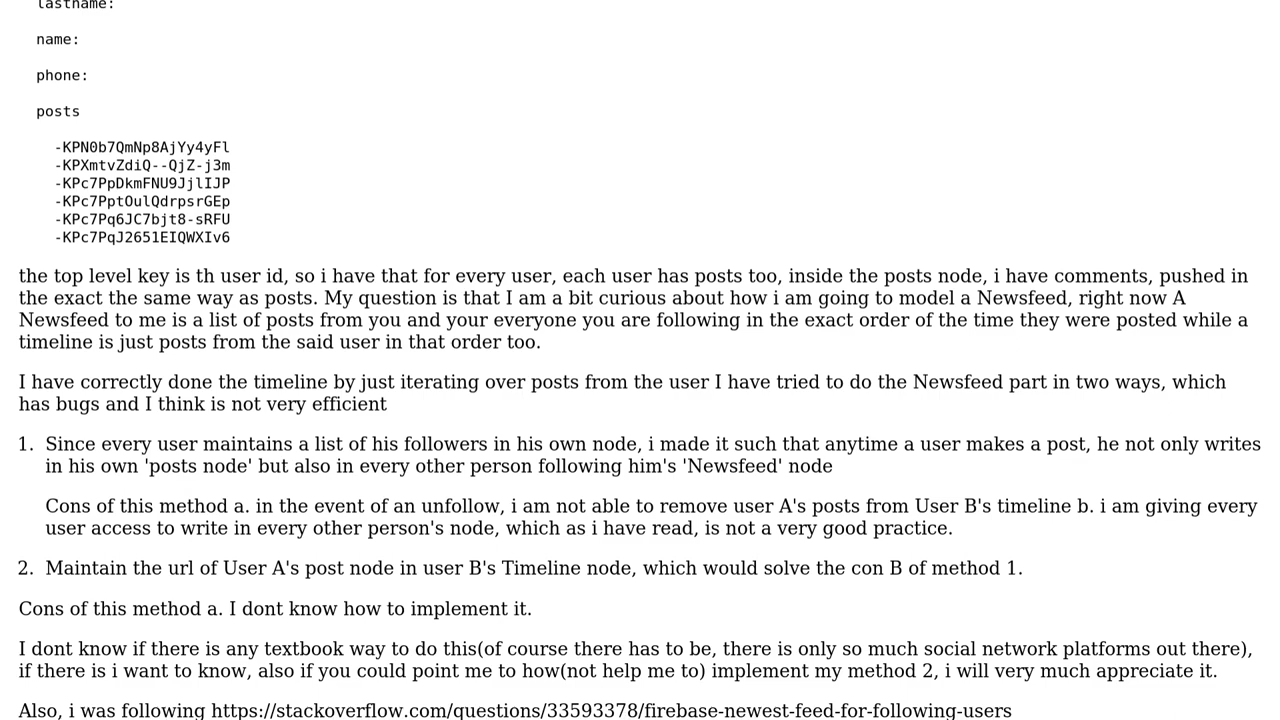 lastname:
name:
phone:
posts
-KPN0b7QmNp8AjYy4yFl
-KPXmtvZdiQ--QjZ-j3m
-KPc7PpDkmFNU9JjlIJP
-KPc7PptOulQdrpsrGEp
-KPc7Pq6JC7bjt8-sRFU
-KPc7PqJ2651EIQWXIv6
the top level key is th user id, so i have that for every user, each user has posts too, inside the posts node, i have comments, pushed in
the exact the same way as posts. My question is that I am a bit curious about how i am going to model a Newsfeed, right now A
Newsfeed to me is a list of posts from you and your everyone you are following in the exact order of the time they were posted while a
timeline is just posts from the said user in that order too.
I have correctly done the timeline by just iterating over posts from the user I have tried to do the Newsfeed part in two ways, which
has bugs and I think is not very efficient
1. Since every user maintains a list of his followers in his own node, i made it such that anytime a user makes a post, he not only writes
in his own 'posts node' but also in every other person following him's 'Newsfeed' node
Cons of this method a. in the event of an unfollow, i am not able to remove user A's posts from User B's timeline b. i am giving every
user access to write in every other person's node, which as i have read, is not a very good practice.
2. Maintain the url of User A's post node in user B's Timeline node, which would solve the con B of method 1.
Cons of this method a. I dont know how to implement it.
I dont know if there is any textbook way to do this(of course there has to be, there is only so much social network platforms out there),
if there is i want to know, also if you could point me to how(not help me to) implement my method 2, i will very much appreciate it.
Also, i was following https://stackoverflow.com/questions/33593378/firebase-newest-feed-for-following-users